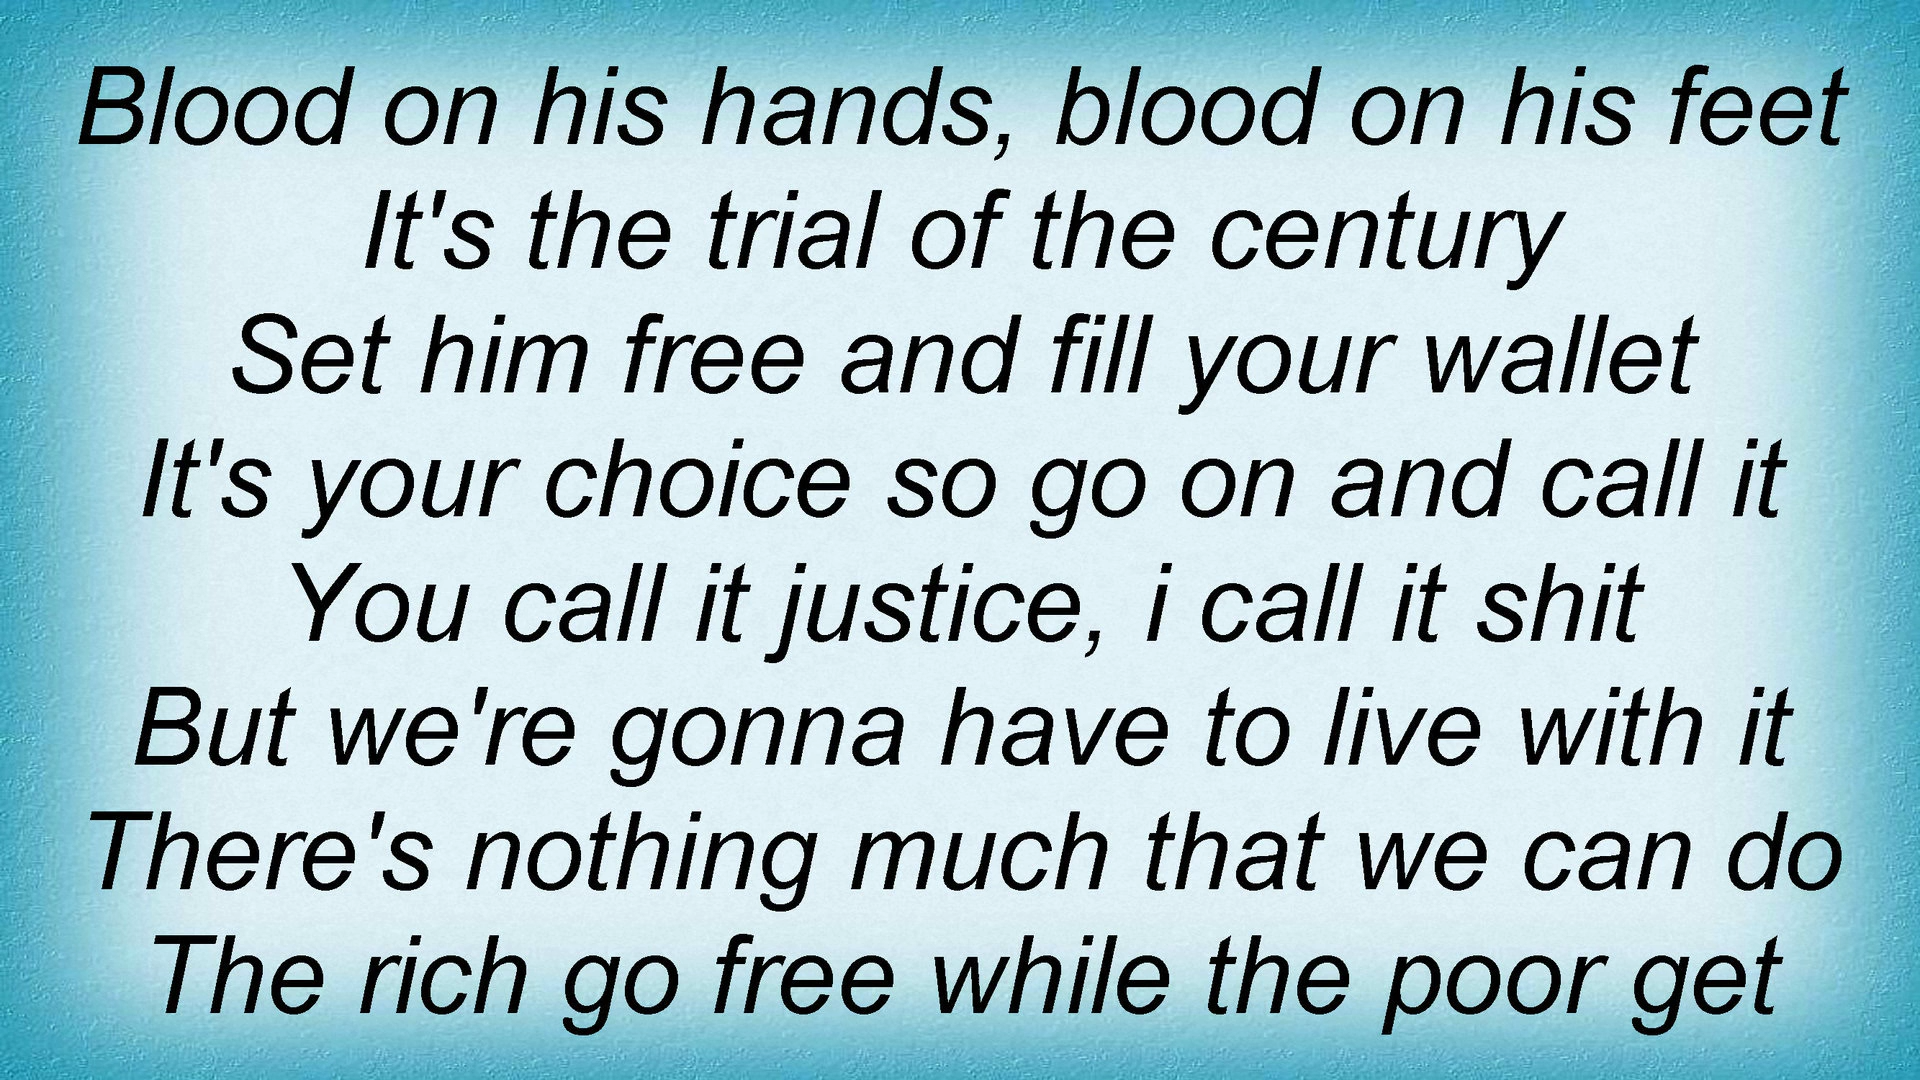 Blood on his hands, blood on his feet
It's the trial of the century
Set him free and fill your wallet
It's your choice so go on and call it
You call it justice, i call it shit
But we're gonna have to live with it
There's nothing much that we can do
The rich go free while the poor get